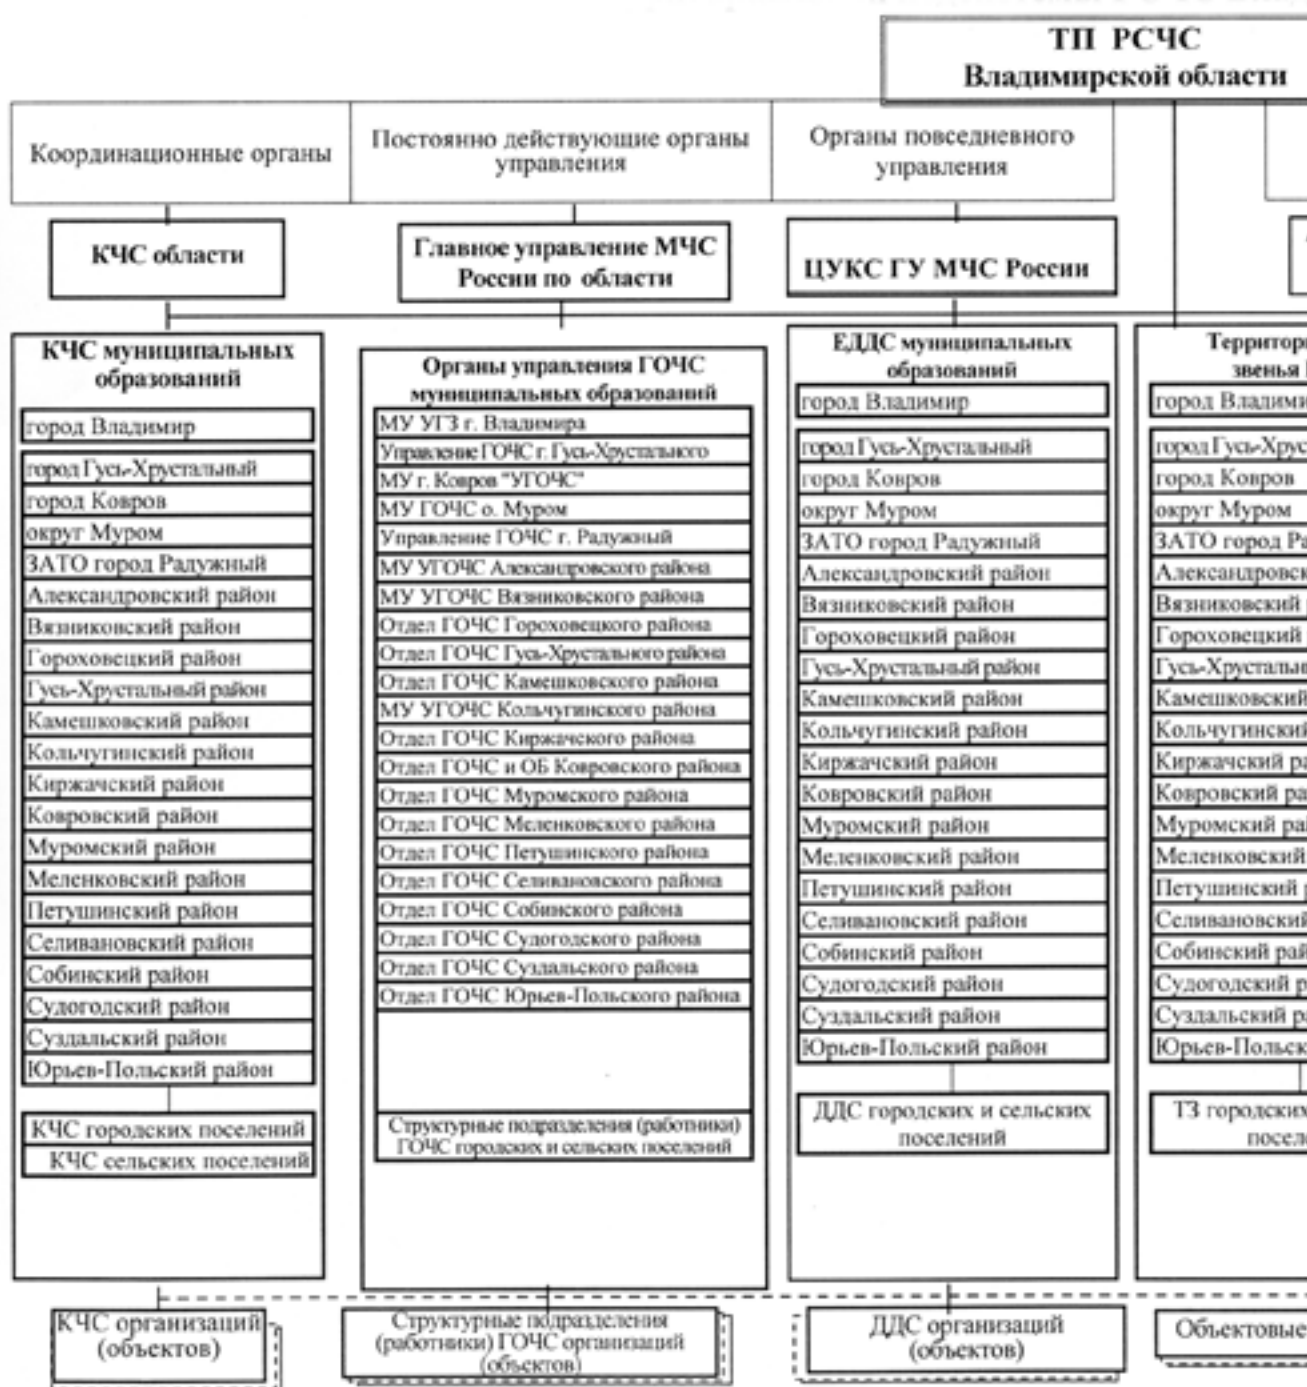 ТП РСЧС
Владимирской области
Координационные органы
Постоянно действующие органы
управления
Органы повседневного
управления
КЧС области
Главное управление МЧС
России по области
ЦУКС ГУ МЧС России
КЧС муниципальных
образований
город Владимир
город Гусь-Хрустальный
город Ковров
округ Муром
ЗАТО город Радужный
Александровский район
Вязниковский район
Гороховецкий район
Гусь-Хрустальный район
Камешковский район
Кольчугинский район
Киржачский район
Ковровский район
Муромский район
Меленковский район
Петушинский район
Селивановский район
Собинский район
Судогодский район
Суздальский район
Юрьев-Польский район
КЧС городских поселений
КЧС сельских поселений
Органы управления ГОЧС
муниципальных образований
МУ УГЗ г. Владимира
Управление ГОЧС г. Гусь-Хрустального
МУ г. Ковров "УГОЧС"
МУ ГОЧС о. Муром
Управление ГОЧС г. Радужный
МУ УГОЧС Александровского района
МУ УГОЧС Вязниковского района
Отдел ГОЧС Гороховецкого района
Отдел ГОЧС Гусь-Хрустального района
Отдел ГОЧС Камешковского района
МУ УГОЧС Кольчугинского района
Отдел ГОЧС Киржачского района
Отдел ГОЧС и ОБ Ковровского района
Отдел ГОЧС Муромского района
Отдел ГОЧС Меленковского района
Отдел ГОЧС Петушинского района
Отдел ГОЧС Селивановского района
Отдел ГОЧС Собинского района
Отдел ГОЧС Судогодского района
Отдел ГОЧС Суздальского района
Отдел ГОЧС Юрьев-Польского района
Структурные подразделения (работники)
ГОЧС городских и сельских поселений
ЕДДС муниципальных
образований
город Владимир
город Гусь-Хрустальный
город Ковров
округ Муром
ЗАТО город Радужный
Александровский район
Вязниковский район
Гороховецкий район
Гусь-Хрустальный район
Камешковский район
Кольчугинский район
Киржачский район
Ковровский район
Муромский район
Меленковский район
Петушинский район
Селивановский район
Собинский район
Судогодский район
Суздальский район
Юрьев-Польский район
ДДС городских и сельских
поселений
Территор
звенья
город Владими
город Гусь-Хрус
город Ковров
округ Муром
ЗАТО город Ра
Александровск
Вязниковский
Гороховецкий
Гусь-Хрустальн
Камешковский
Кольчугински
Киржачский ра
Ковровский ра
Муромский ра
Меленковский
Петушинский
Селивановски
Собинский рай
Судогодский р
Суздальский ра
Юрьев-Польск
ТЗ городских
посел
КЧС организаций
(объектов)
Структурные подразделения
(работники) ГОЧС организаций
(объектов)
ДДС организаций
(объектов)
Объектовые